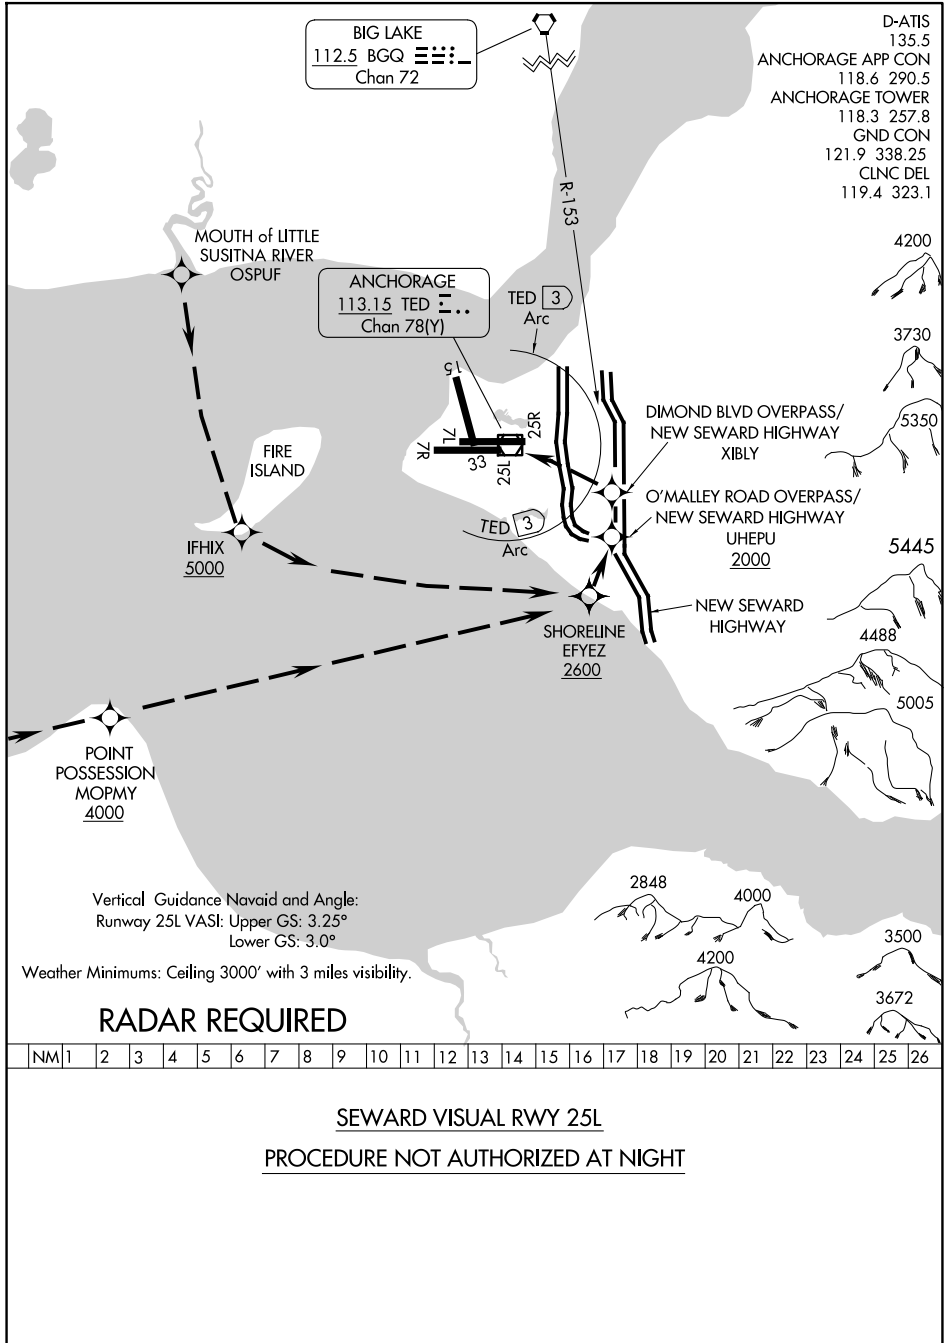 BIG LAKE
112.5 BGQ
Chan 72
D-ATIS
135.5
ANCHORAGE APP CON
118.6 290.5
ANCHORAGE TOWER
118.3 257.8
GND CON
121.9 338.25
CLNC DEL
119.4 323.1
R-153
MOUTH of LITTLE
SUSITNA RIVER
OSPUF
ANCHORAGE
113.15 TED
Chan 78(Y)
TED 3
Arc
4200
3730
5350
15
7L
7R
33
25R
25L
DIMOND BLVD OVERPASS/
NEW SEWARD HIGHWAY
XIBLY
FIRE
ISLAND
O'MALLEY ROAD OVERPASS/
NEW SEWARD HIGHWAY
UHEPU
2000
TED 3
Arc
IFHIX
5000
5445
NEW SEWARD
HIGHWAY
SHORELINE
EFYEZ
2600
4488
5005
POINT
POSSESSION
MOPMY
4000
Vertical Guidance Navaid and Angle:
Runway 25L VASI: Upper GS: 3.25°
Lower GS: 3.0°
Weather Minimums: Ceiling 3000' with 3 miles visibility.
2848
4000
4200
3500
3672
RADAR REQUIRED
NM 1 2 3 4 5 6 7 8 9 10 11 12 13 14 15 16 17 18 19 20 21 22 23 24 25 26
SEWARD VISUAL RWY 25L
PROCEDURE NOT AUTHORIZED AT NIGHT